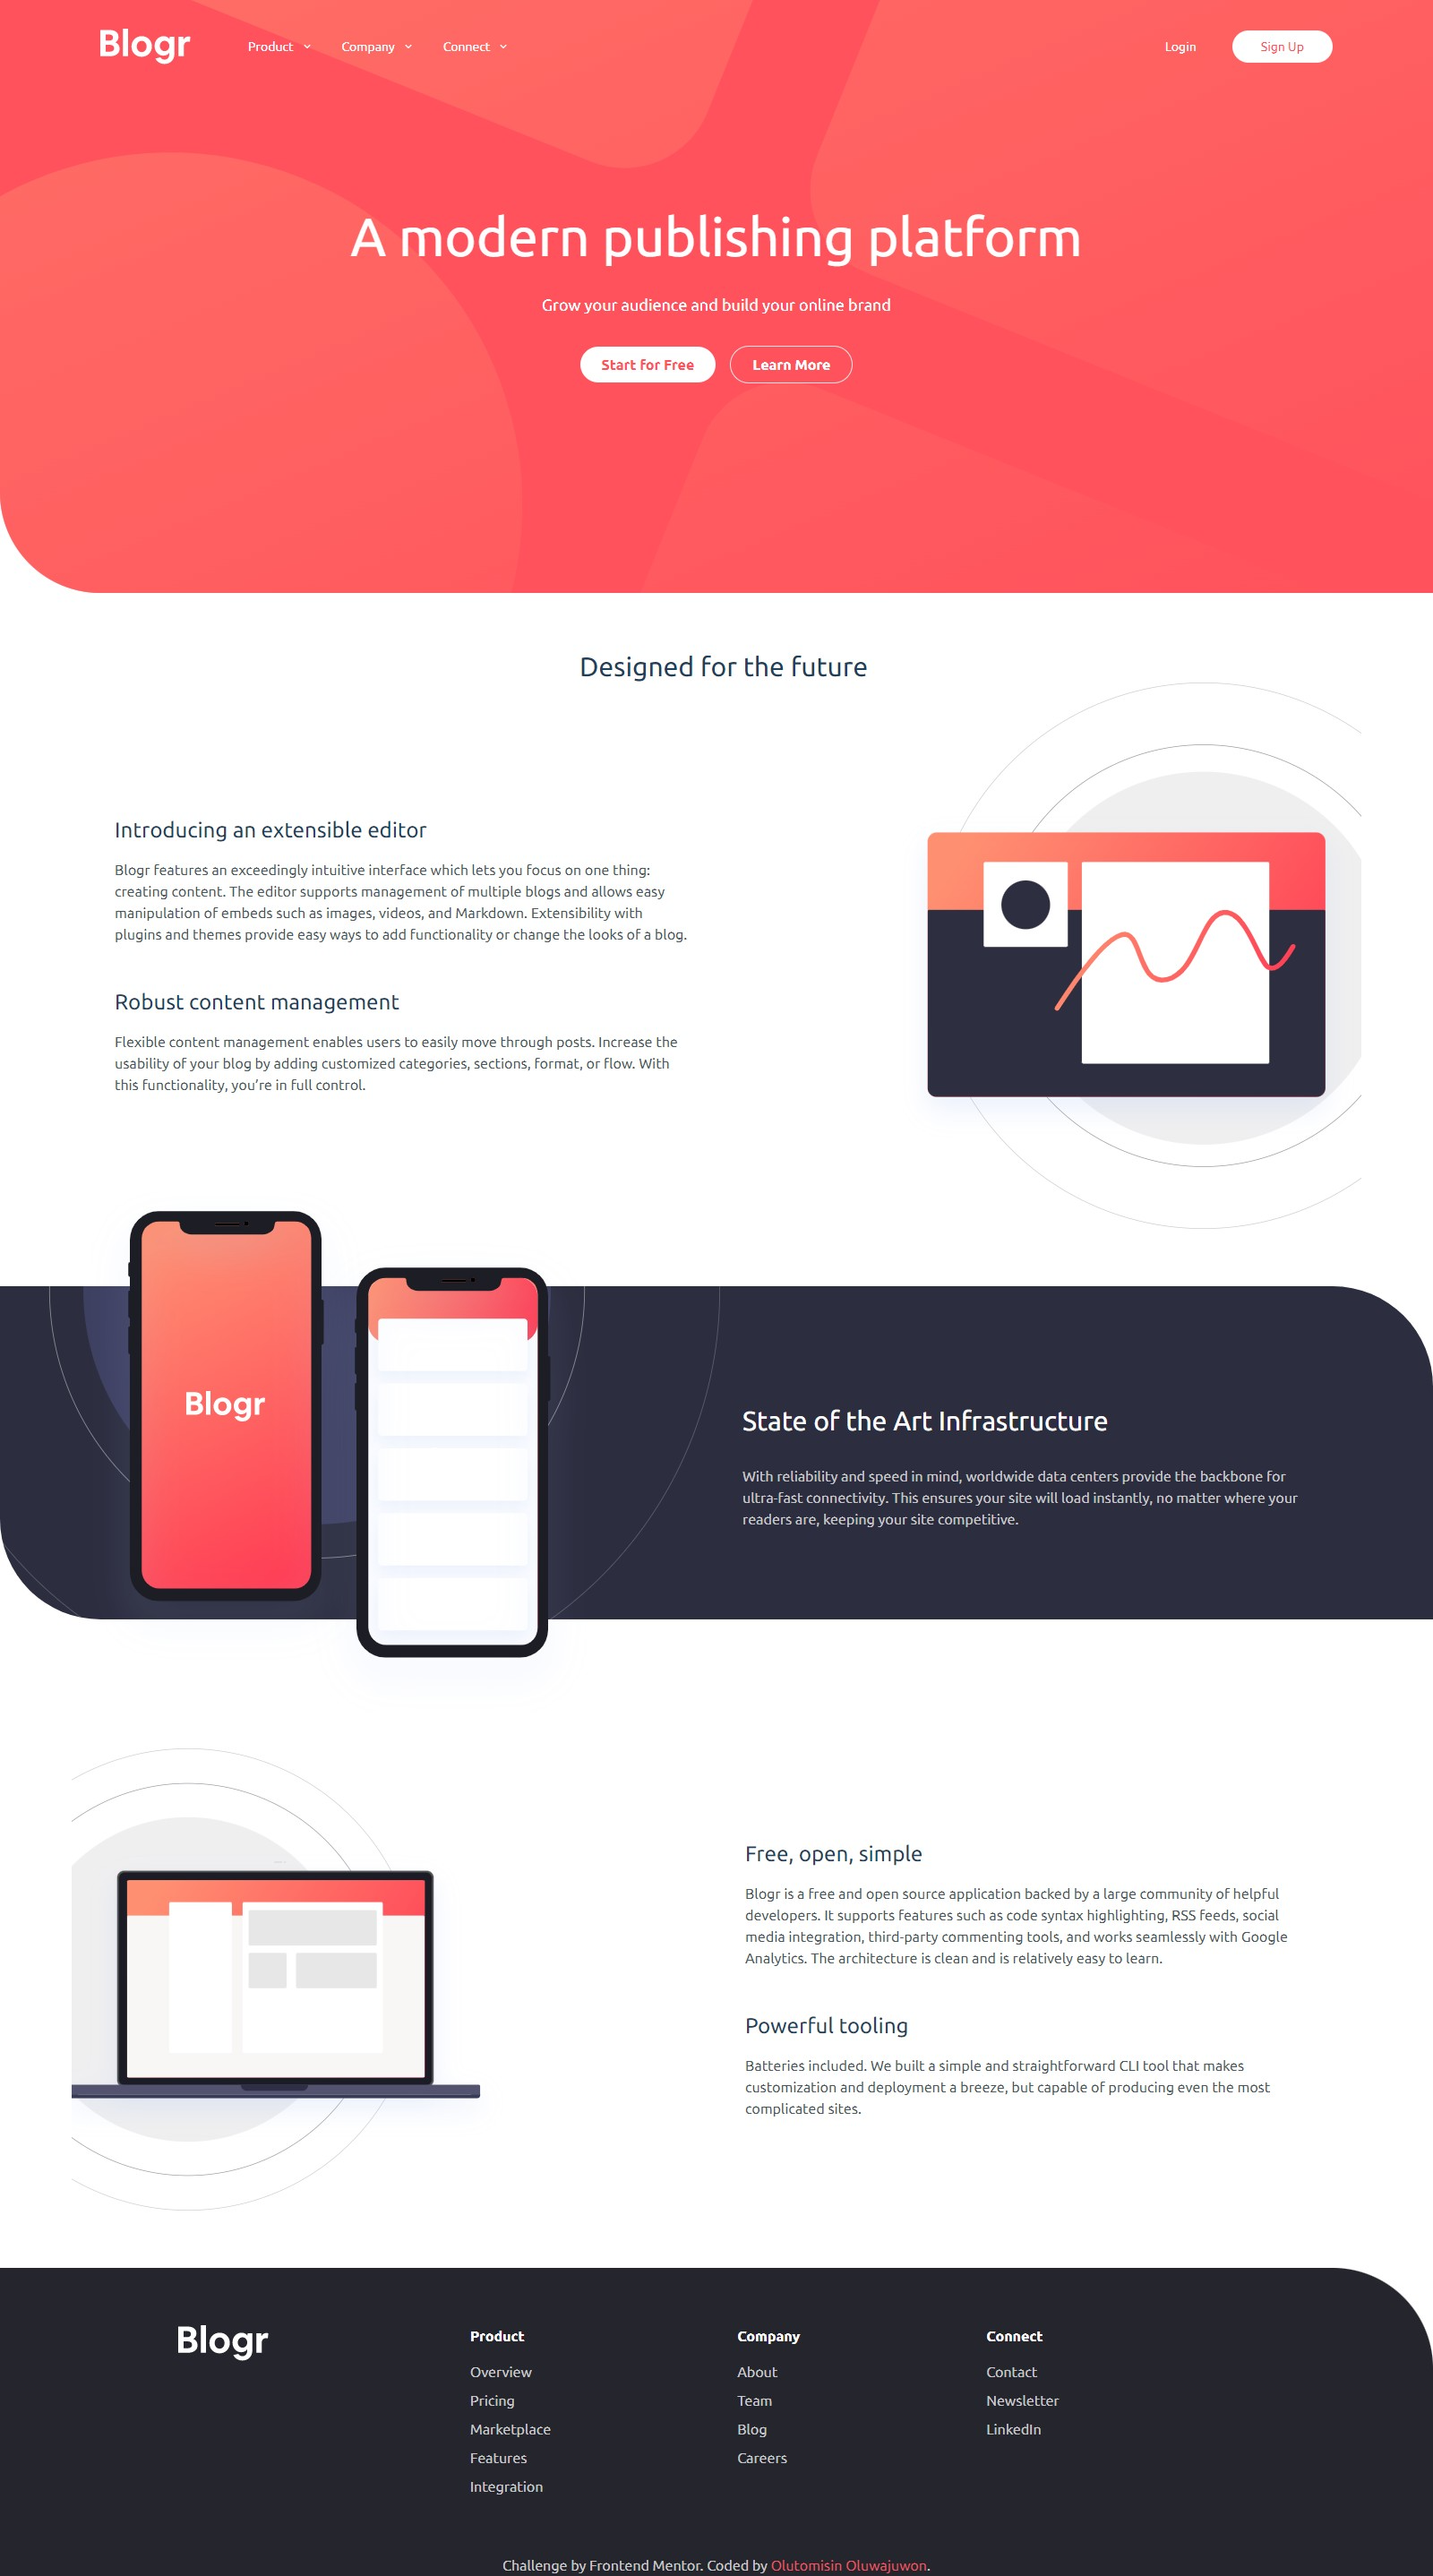 Blogr
Product
Company
Connect
Login
Sign Up
A modern publishing platform
Grow your audience and build your online brand
Start for Free
Learn More
Designed for the future
Introducing an extensible editor
Blogr features an exceedingly intuitive interface which lets you focus on one thing:
creating content. The editor supports management of multiple blogs and allows easy
manipulation of embeds such as images, videos, and Markdown. Extensibility with
plugins and themes provide easy ways to add functionality or change the looks of a blog.
Robust content management
Flexible content management enables users to easily move through posts. Increase the
usability of your blog by adding customized categories, sections, format, or flow. With
this functionality, you’re in full control.
Blogr
State of the Art Infrastructure
With reliability and speed in mind, worldwide data centers provide the backbone for
ultra-fast connectivity. This ensures your site will load instantly, no matter where your
readers are, keeping your site competitive.
Free, open, simple
Blogr is a free and open source application backed by a large community of helpful
developers. It supports features such as code syntax highlighting, RSS feeds, social
media integration, third-party commenting tools, and works seamlessly with Google
Analytics. The architecture is clean and is relatively easy to learn.
Powerful tooling
Batteries included. We built a simple and straightforward CLI tool that makes
customization and deployment a breeze, but capable of producing even the most
complicated sites.
Blogr
Product
Overview
Pricing
Marketplace
Features
Integration
Company
About
Team
Blog
Careers
Connect
Contact
Newsletter
LinkedIn
Challenge by Frontend Mentor. Coded by Olutomisin Oluwajuwon.